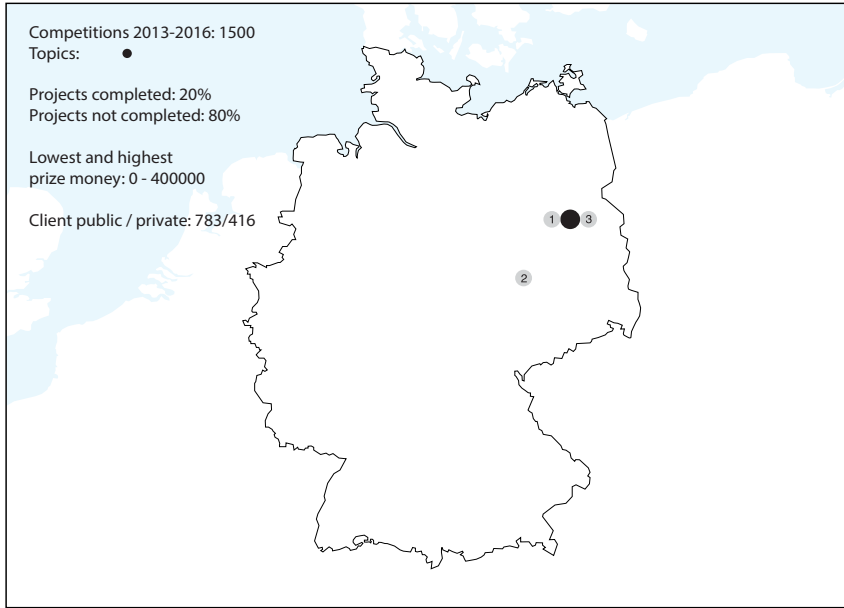 Competitions 2013-2016: 1500
Topics: ●
Projects completed: 20%
Projects not completed: 80%
Lowest and highest
prize money: 0 - 400000
Client public / private: 783/416
1 3
2